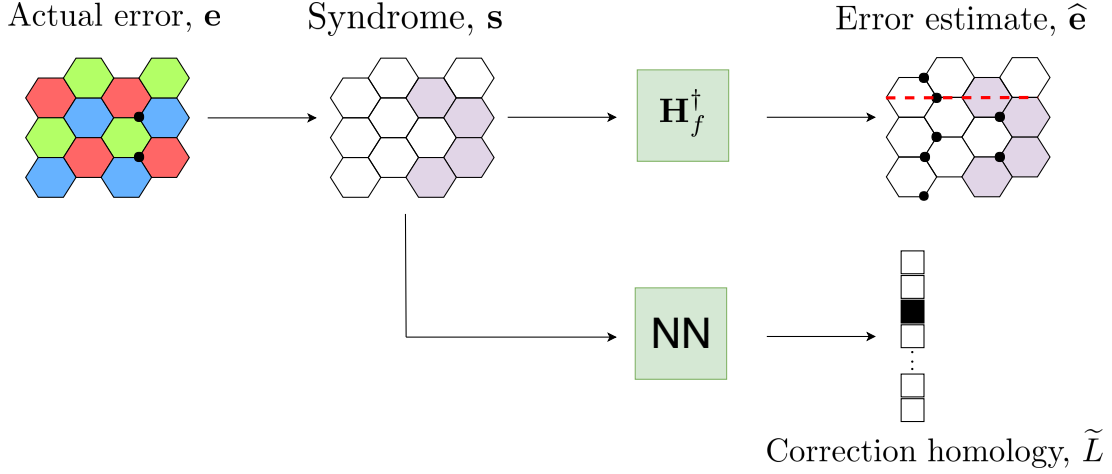 Actual error, 𝐞
Syndrome, 𝐬
Error estimate, 𝐞̂
𝐇_f^†
NN
⋮
Correction homology, L̃